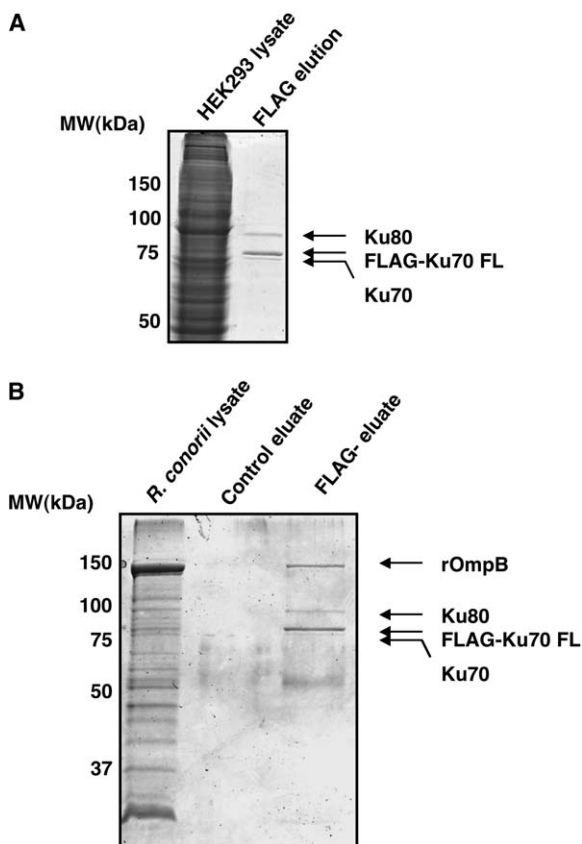 A
HEK293 lysate
FLAG elution
MW(kDa)
150
100
75
50
Ku80
FLAG-Ku70 FL
Ku70
B
R. conorii lysate
Control eluate
FLAG- eluate
MW(kDa)
150
100
75
50
37
rOmpB
Ku80
FLAG-Ku70 FL
Ku70